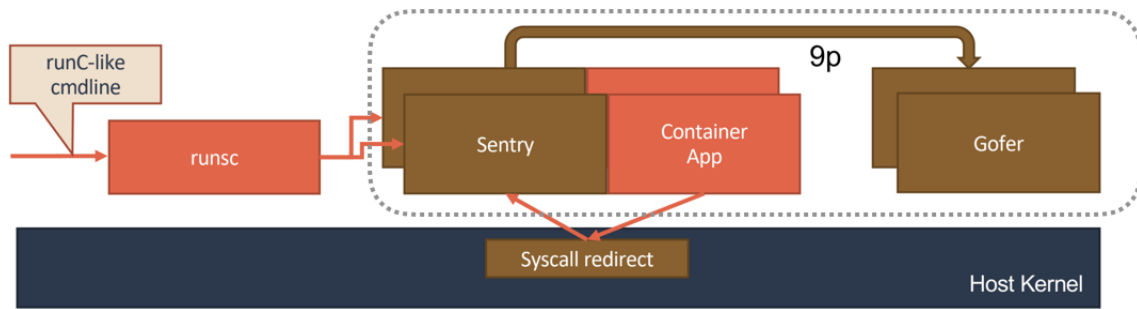 runC-like
cmdline
9p
runsc
Sentry
Container
App
Gofer
Syscall redirect
Host Kernel